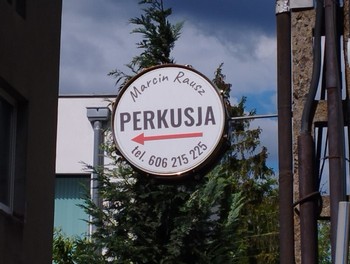 Marcin Rausz
PERKUSJA
tel. 606 215 225